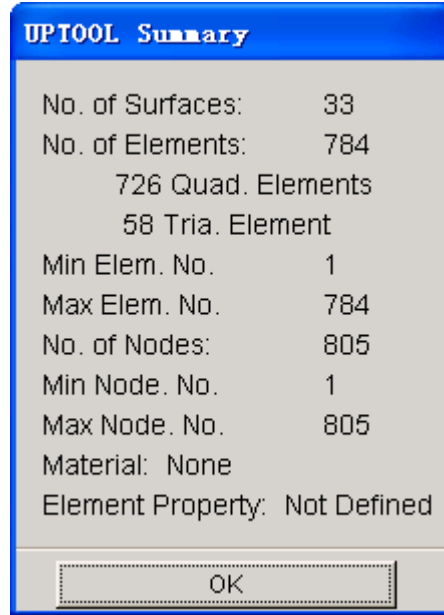 UPTOOL Summary
No. of Surfaces: 33
No. of Elements: 784
726 Quad. Elements
58 Tria. Element
Min Elem. No. 1
Max Elem. No. 784
No. of Nodes: 805
Min Node. No. 1
Max Node. No. 805
Material: None
Element Property: Not Defined
OK